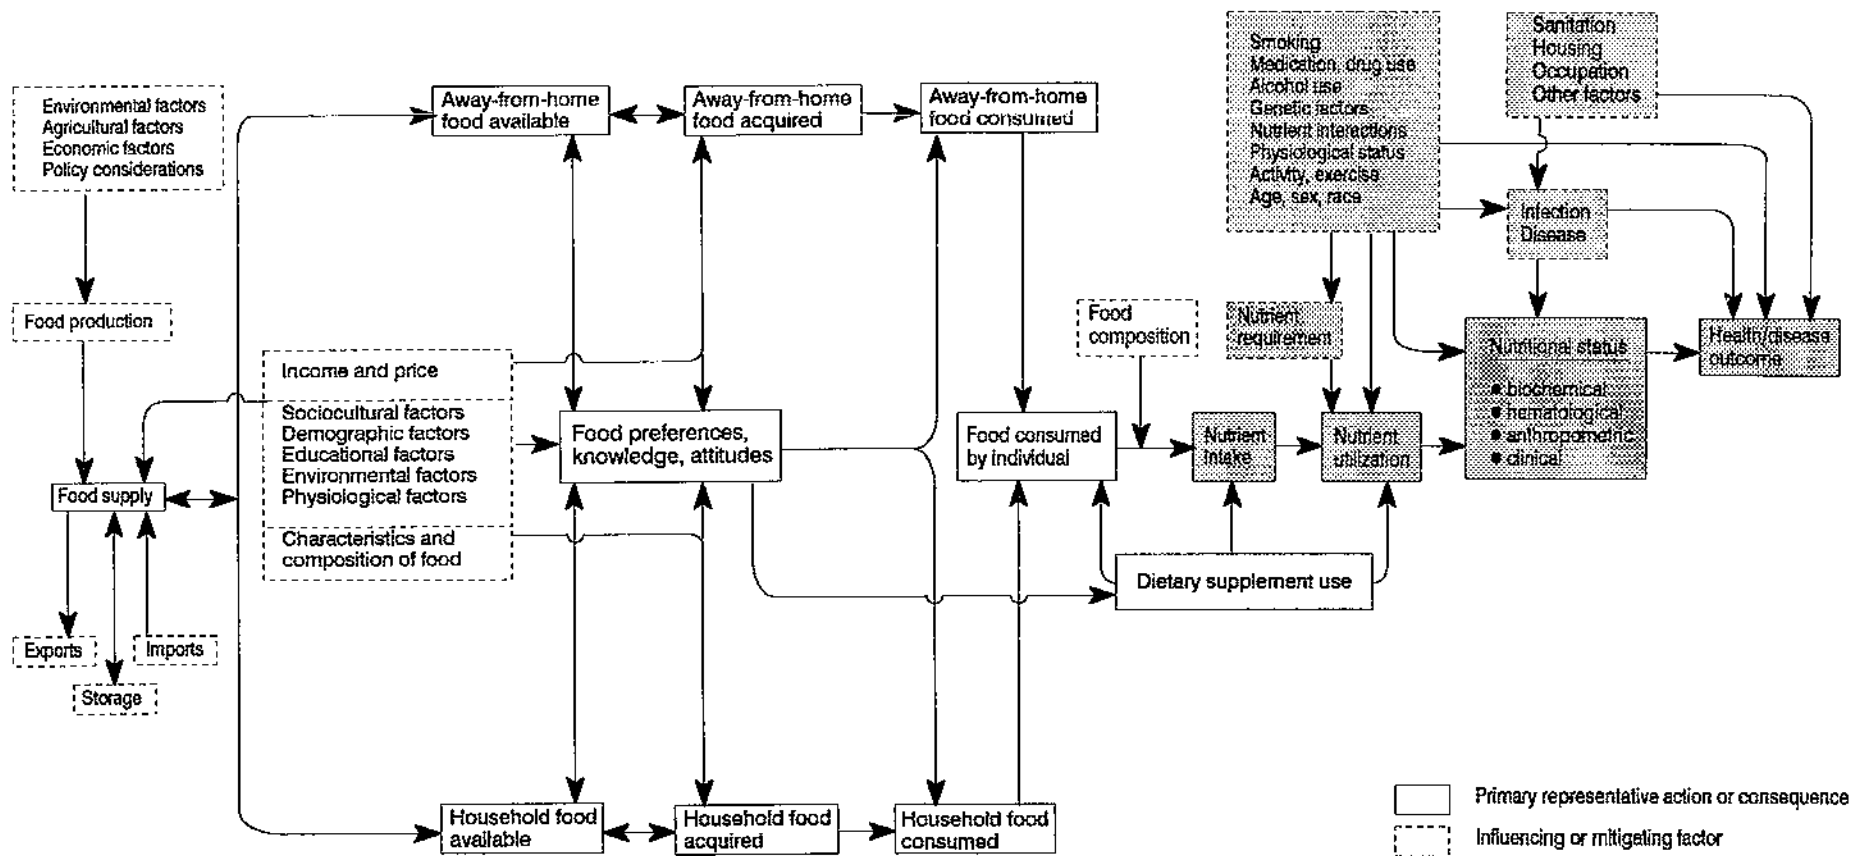 Environmental factors
Agricultural factors
Economic factors
Policy considerations
Food production
Food supply
Exports
Imports
Storage
Away-from-home
food available
Away-from-home
food acquired
Away-from-home
food consumed
Income and price
Sociocultural factors
Demographic factors
Educational factors
Environmental factors
Physiological factors
Characteristics and
composition of food
Food preferences,
knowledge, attitudes
Household food
available
Household food
acquired
Household food
consumed
Food consumed
by individual
Food
composition
Dietary supplement use
Nutrient
Intake
Nutrient
utilization
Nutrient
requirement
Smoking
Medication, drug use
Alcohol use
Genetic factors
Nutrient interactions
Physiological status
Activity, exercise
Age, sex, race
Sanitation
Housing
Occupation
Other factors
Infection
Disease
Nutritional status
• biochemical
• hematological
• anthropometric
• clinical
Health/disease
outcome
Primary representative action or consequence
Influencing or mitigating factor